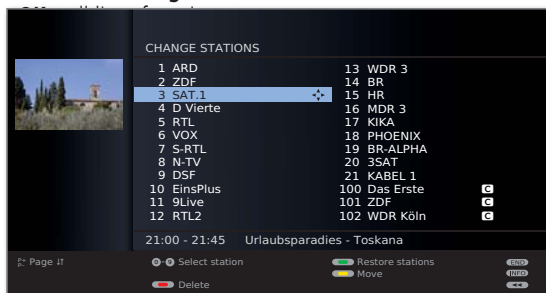 CHANGE STATIONS
1 ARD
2 ZDF
3 SAT.1
4 D Vierte
5 RTL
6 VOX
7 S-RTL
8 N-TV
9 DSF
10 EinsPlus
11 9Live
12 RTL2
13 WDR 3
14 BR
15 HR
16 MDR 3
17 KIKA
18 PHOENIX
19 BR-ALPHA
20 3SAT
21 KABEL 1
100 Das Erste C
101 ZDF C
102 WDR Köln C
21:00 - 21:45 Urlaubsparadies - Toskana
P+ P- Page
0-9 Select station
Restore stations
END
Move
INFO
Delete